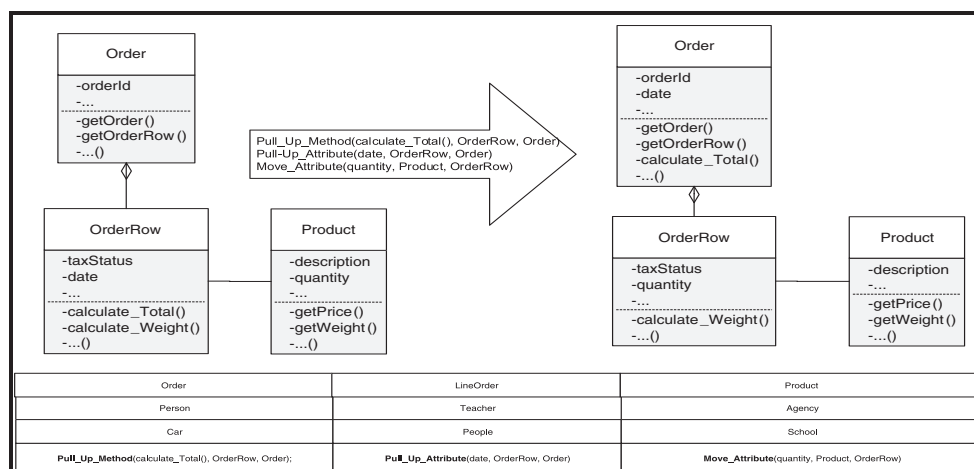 Order
-orderId
-...
-getOrder()
-getOrderRow()
-...()
OrderRow
-taxStatus
-date
-...
-calculate_Total()
-calculate_Weight()
-...()
Product
-description
-quantity
-...
-getPrice()
-getWeight()
-...()
Pull_Up_Method(calculate_Total(), OrderRow, Order)
Pull-Up_Attribute(date, OrderRow, Order)
Move_Attribute(quantity, Product, OrderRow)
Order
-orderId
-date
-...
-getOrder()
-getOrderRow()
-calculate_Total()
-...()
OrderRow
-taxStatus
-quantity
-...
-calculate_Weight()
-...()
Product
-description
-...
-getPrice()
-getWeight()
-...()
Order LineOrder Product
Person Teacher Agency
Car People School
Pull_Up_Method(calculate_Total(), OrderRow, Order); Pull_Up_Attribute(date, OrderRow, Order) Move_Attribute(quantity, Product, OrderRow)